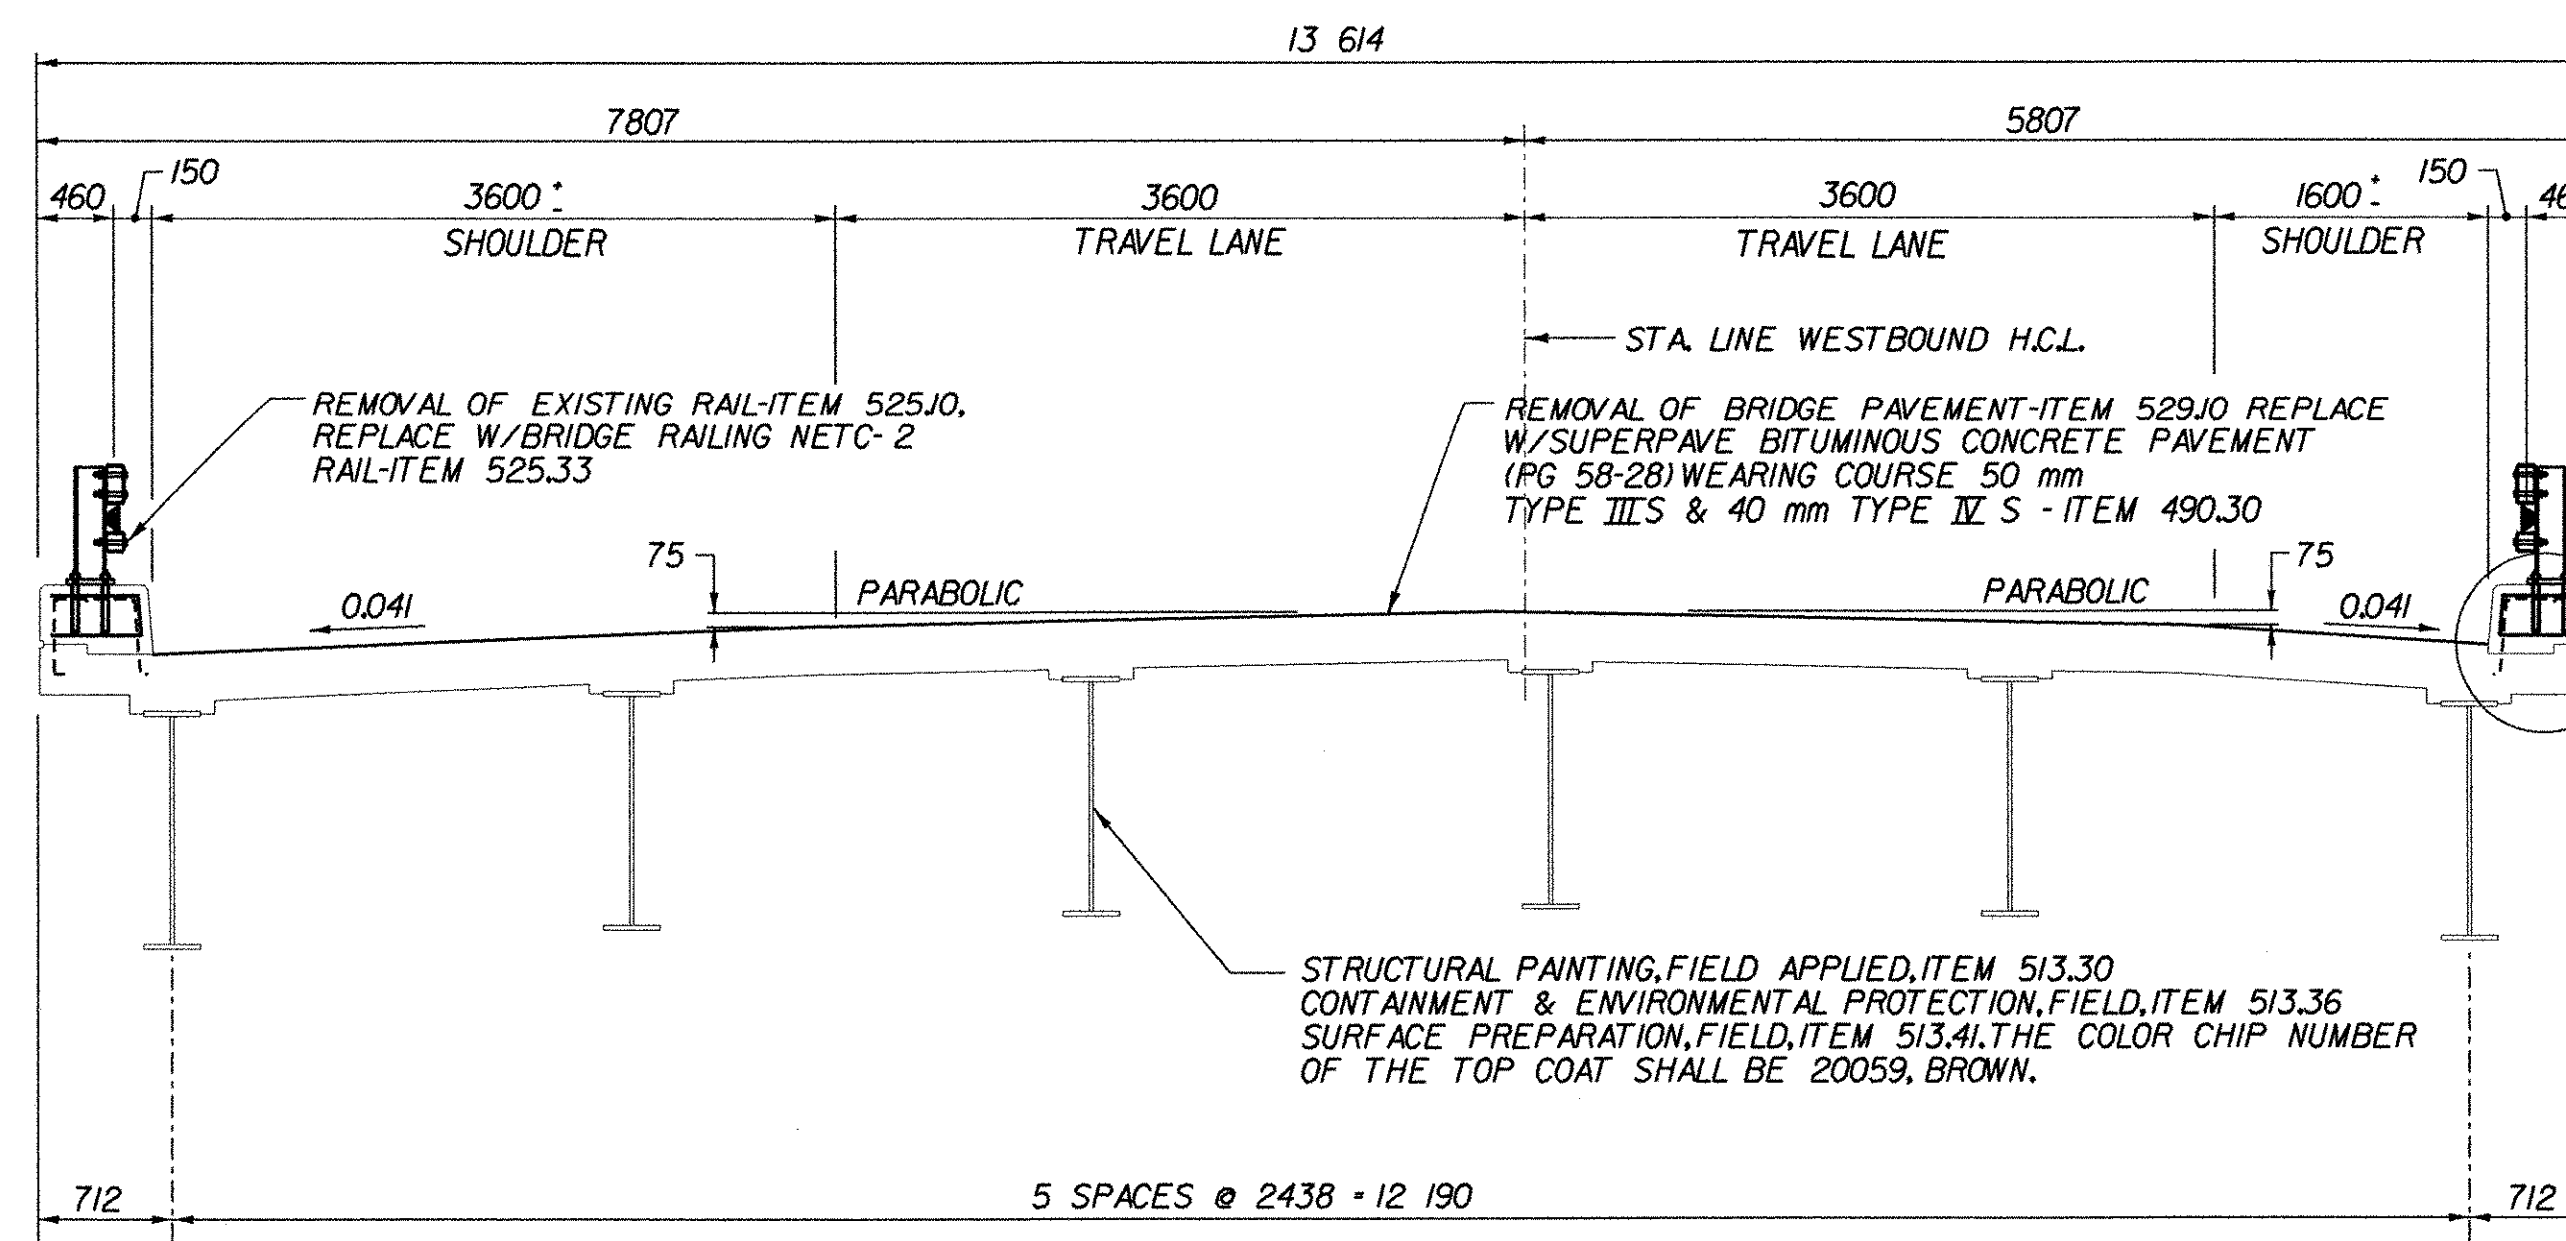 13 614
7807
5807
460
150
3600 ±
3600
3600
1600 ±
150
SHOULDER
TRAVEL LANE
TRAVEL LANE
SHOULDER
STA. LINE WESTBOUND H.C.L.
REMOVAL OF EXISTING RAIL-ITEM 525.10,
REPLACE W/BRIDGE RAILING NETC-2
RAIL-ITEM 525.33
REMOVAL OF BRIDGE PAVEMENT-ITEM 529.10 REPLACE
W/SUPERPAVE BITUMINOUS CONCRETE PAVEMENT
(PG 58-28) WEARING COURSE 50 mm
TYPE III S & 40 mm TYPE IV S - ITEM 490.30
75
75
PARABOLIC
PARABOLIC
0.041
0.041
STRUCTURAL PAINTING, FIELD APPLIED, ITEM 513.30
CONTAINMENT & ENVIRONMENTAL PROTECTION, FIELD, ITEM 513.36
SURFACE PREPARATION, FIELD, ITEM 513.41. THE COLOR CHIP NUMBER
OF THE TOP COAT SHALL BE 20059, BROWN.
712
5 SPACES @ 2438 = 12 190
712